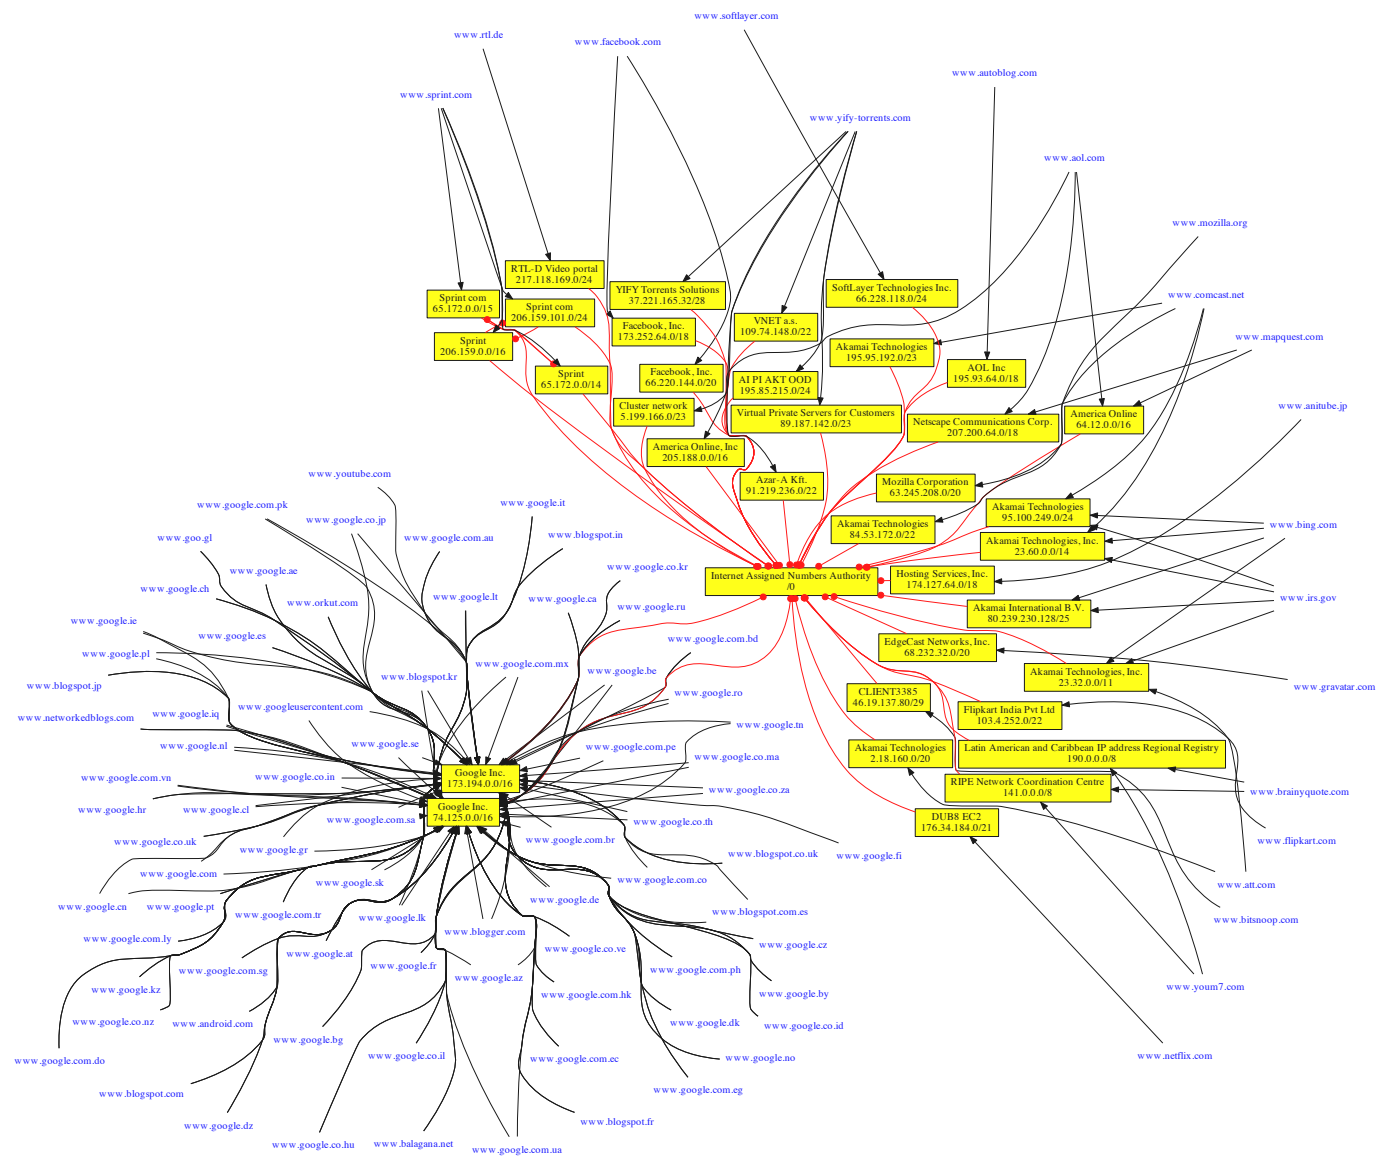 www.softlayer.com
www.rtl.de
www.facebook.com
www.autoblog.com
www.sprint.com
www.yify-torrents.com
www.aol.com
www.mozilla.org
RTL-D Video portal
217.118.169.0/24
YIFY Torrents Solutions
37.221.165.32/28
SoftLayer Technologies Inc.
66.228.118.0/24
www.comcast.net
Sprint com
65.172.0.0/15
Sprint com
206.159.101.0/24
Facebook, Inc.
173.252.64.0/18
VNET a.s.
109.74.148.0/22
Sprint
206.159.0.0/16
Akamai Technologies
195.95.192.0/23
www.mapquest.com
Sprint
65.172.0.0/14
Facebook, Inc.
66.220.144.0/20
AI PI AKT OOD
195.85.215.0/24
AOL Inc
195.93.64.0/18
Cluster network
5.199.166.0/23
Virtual Private Servers for Customers
89.187.142.0/23
Netscape Communications Corp.
207.200.64.0/18
America Online
64.12.0.0/16
www.anitube.jp
America Online, Inc
205.188.0.0/16
www.youtube.com
Azar-A Kft.
91.219.236.0/22
Mozilla Corporation
63.245.208.0/20
www.google.com.pk
www.google.co.jp
www.google.it
Akamai Technologies
95.100.249.0/24
www.goo.gl
www.google.com.au
www.blogspot.in
Akamai Technologies
84.53.172.0/22
Akamai Technologies, Inc.
23.60.0.0/14
www.bing.com
www.google.ae
www.google.co.kr
Internet Assigned Numbers Authority
/0
Hosting Services, Inc.
174.127.64.0/18
www.google.ch
www.orkut.com
www.google.lt
www.google.ca
www.google.ru
Akamai International B.V.
80.239.230.128/25
www.irs.gov
www.google.ie
www.google.es
www.google.com.bd
EdgeCast Networks, Inc.
68.232.32.0/20
www.google.pl
www.google.com.mx
www.google.be
Akamai Technologies, Inc.
23.32.0.0/11
www.blogspot.jp
www.blogspot.kr
www.google.ro
CLIENT3385
46.19.137.80/29
www.gravatar.com
www.networkedblogs.com
www.google.iq
www.googleusercontent.com
www.google.tn
Flipkart India Pvt Ltd
103.4.252.0/22
www.google.nl
www.google.se
www.google.com.pe
www.google.co.ma
Akamai Technologies
2.18.160.0/20
Latin American and Caribbean IP address Regional Registry
190.0.0.0/8
www.google.com.vn
www.google.co.in
Google Inc.
173.194.0.0/16
www.google.co.za
RIPE Network Coordination Centre
141.0.0.0/8
www.brainyquote.com
www.google.hr
www.google.cl
www.google.com.sa
Google Inc.
74.125.0.0/16
www.google.co.th
DUB8 EC2
176.34.184.0/21
www.google.co.uk
www.google.gr
www.google.com.br
www.blogspot.co.uk
www.google.fi
www.flipkart.com
www.google.com
www.google.sk
www.google.com.co
www.att.com
www.google.cn
www.google.pt
www.google.com.tr
www.google.lk
www.google.de
www.blogspot.com.es
www.bitsnoop.com
www.google.com.ly
www.google.at
www.blogger.com
www.google.co.ve
www.google.cz
www.google.com.sg
www.google.fr
www.google.az
www.google.com.ph
www.google.kz
www.google.com.hk
www.google.by
www.youm7.com
www.google.co.nz
www.android.com
www.google.bg
www.google.dk
www.google.co.id
www.google.com.do
www.google.co.il
www.google.com.ec
www.google.no
www.netflix.com
www.blogspot.com
www.google.com.eg
www.google.dz
www.google.co.hu
www.balagana.net
www.blogspot.fr
www.google.com.ua